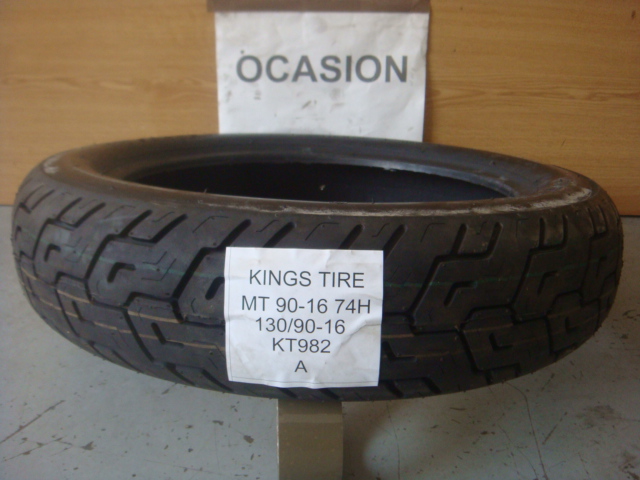 OCASION
KINGS TIRE
MT 90-16 74H
130/90-16
KT982
A